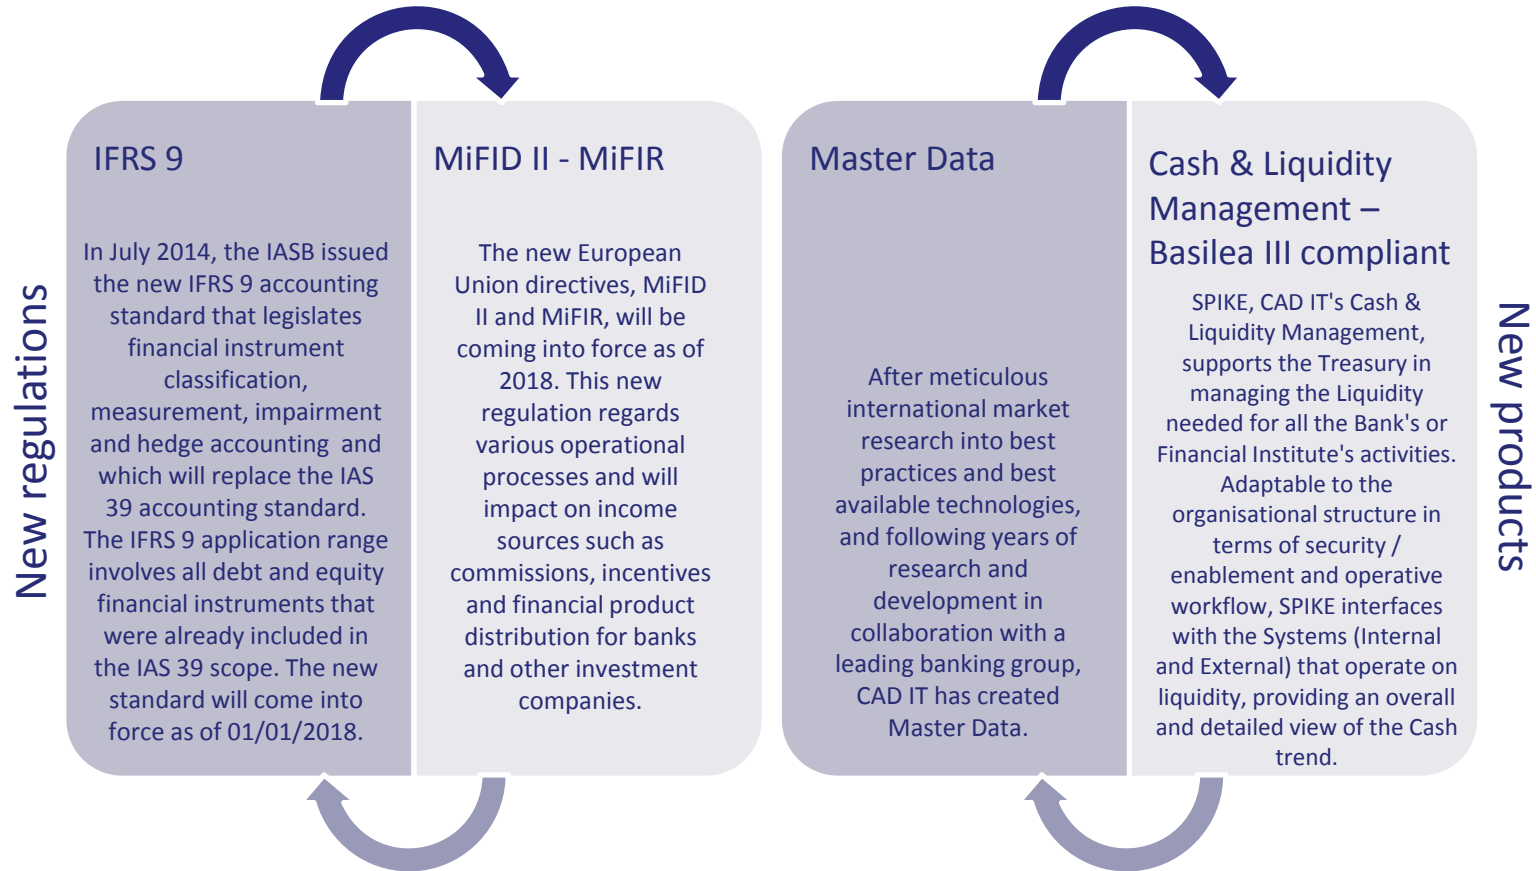 New regulations
IFRS 9
In July 2014, the IASB issued
the new IFRS 9 accounting
standard that legislates
financial instrument
classification,
measurement, impairment
and hedge accounting  and
which will replace the IAS
39 accounting standard.
The IFRS 9 application range
involves all debt and equity
financial instruments that
were already included in
the IAS 39 scope. The new
standard will come into
force as of 01/01/2018.
MiFID II - MiFIR
The new European
Union directives, MiFID
II and MiFIR, will be
coming into force as of
2018. This new
regulation regards
various operational
processes and will
impact on income
sources such as
commissions, incentives
and financial product
distribution for banks
and other investment
companies.
Master Data
After meticulous
international market
research into best
practices and best
available technologies,
and following years of
research and
development in
collaboration with a
leading banking group,
CAD IT has created
Master Data.
Cash & Liquidity
Management –
Basilea III compliant
SPIKE, CAD IT's Cash &
Liquidity Management,
supports the Treasury in
managing the Liquidity
needed for all the Bank's or
Financial Institute's activities.
Adaptable to the
organisational structure in
terms of security /
enablement and operative
workflow, SPIKE interfaces
with the Systems (Internal
and External) that operate on
liquidity, providing an overall
and detailed view of the Cash
trend.
New products